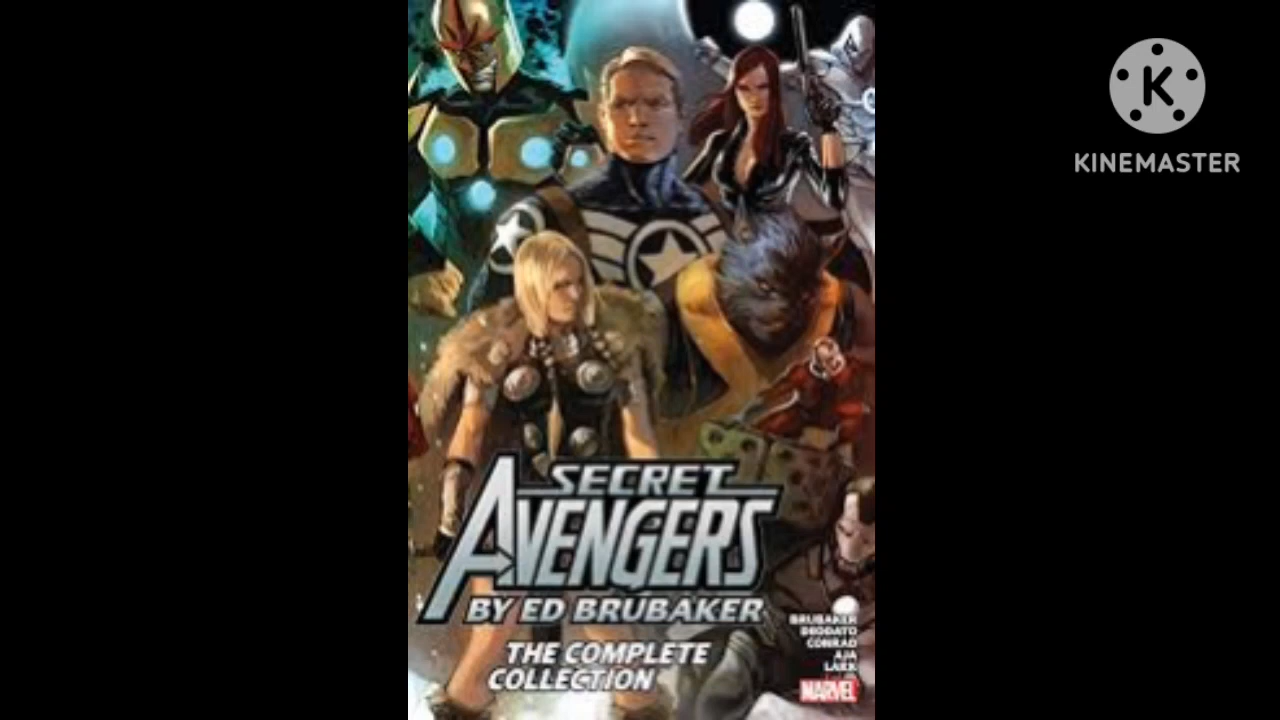 KINEMASTER
SECRET
AVENGERS
BY ED BRUBAKER
THE COMPLETE
COLLECTION
BRUBAKER
DEODATO
CONRAD
AJA
LARK
MARVEL